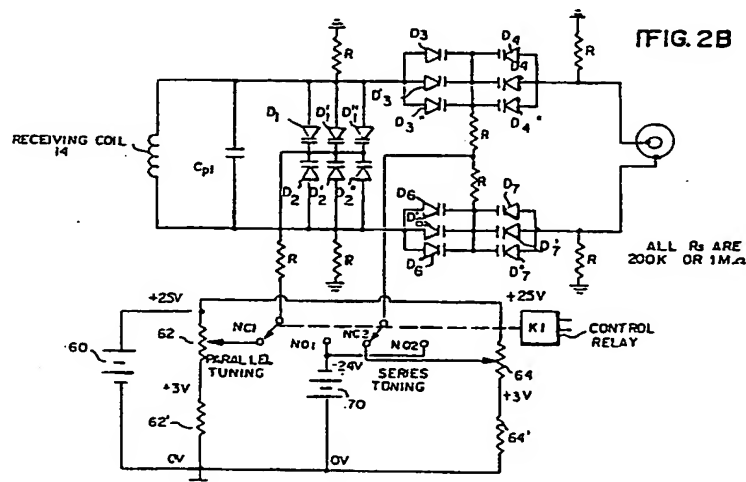 FIG. 2B
R
R
D3
D4
D'3
D'4
D3"
D4"
D1
D'1
D"1
RECEIVING COIL
14
Cp1
R
D2
D'2
D2"
R
D6
D7
D6"
D'7
D"7
R
R
R
ALL Rs ARE
200K OR 1MΩ
+25V
+25V
60
62
NC1
NC2
K1
CONTROL
RELAY
NO1
NO2
PARALLEL
TUNING
-24V
SERIES
TUNING
64
+3V
+3V
70
62'
64'
0V
0V